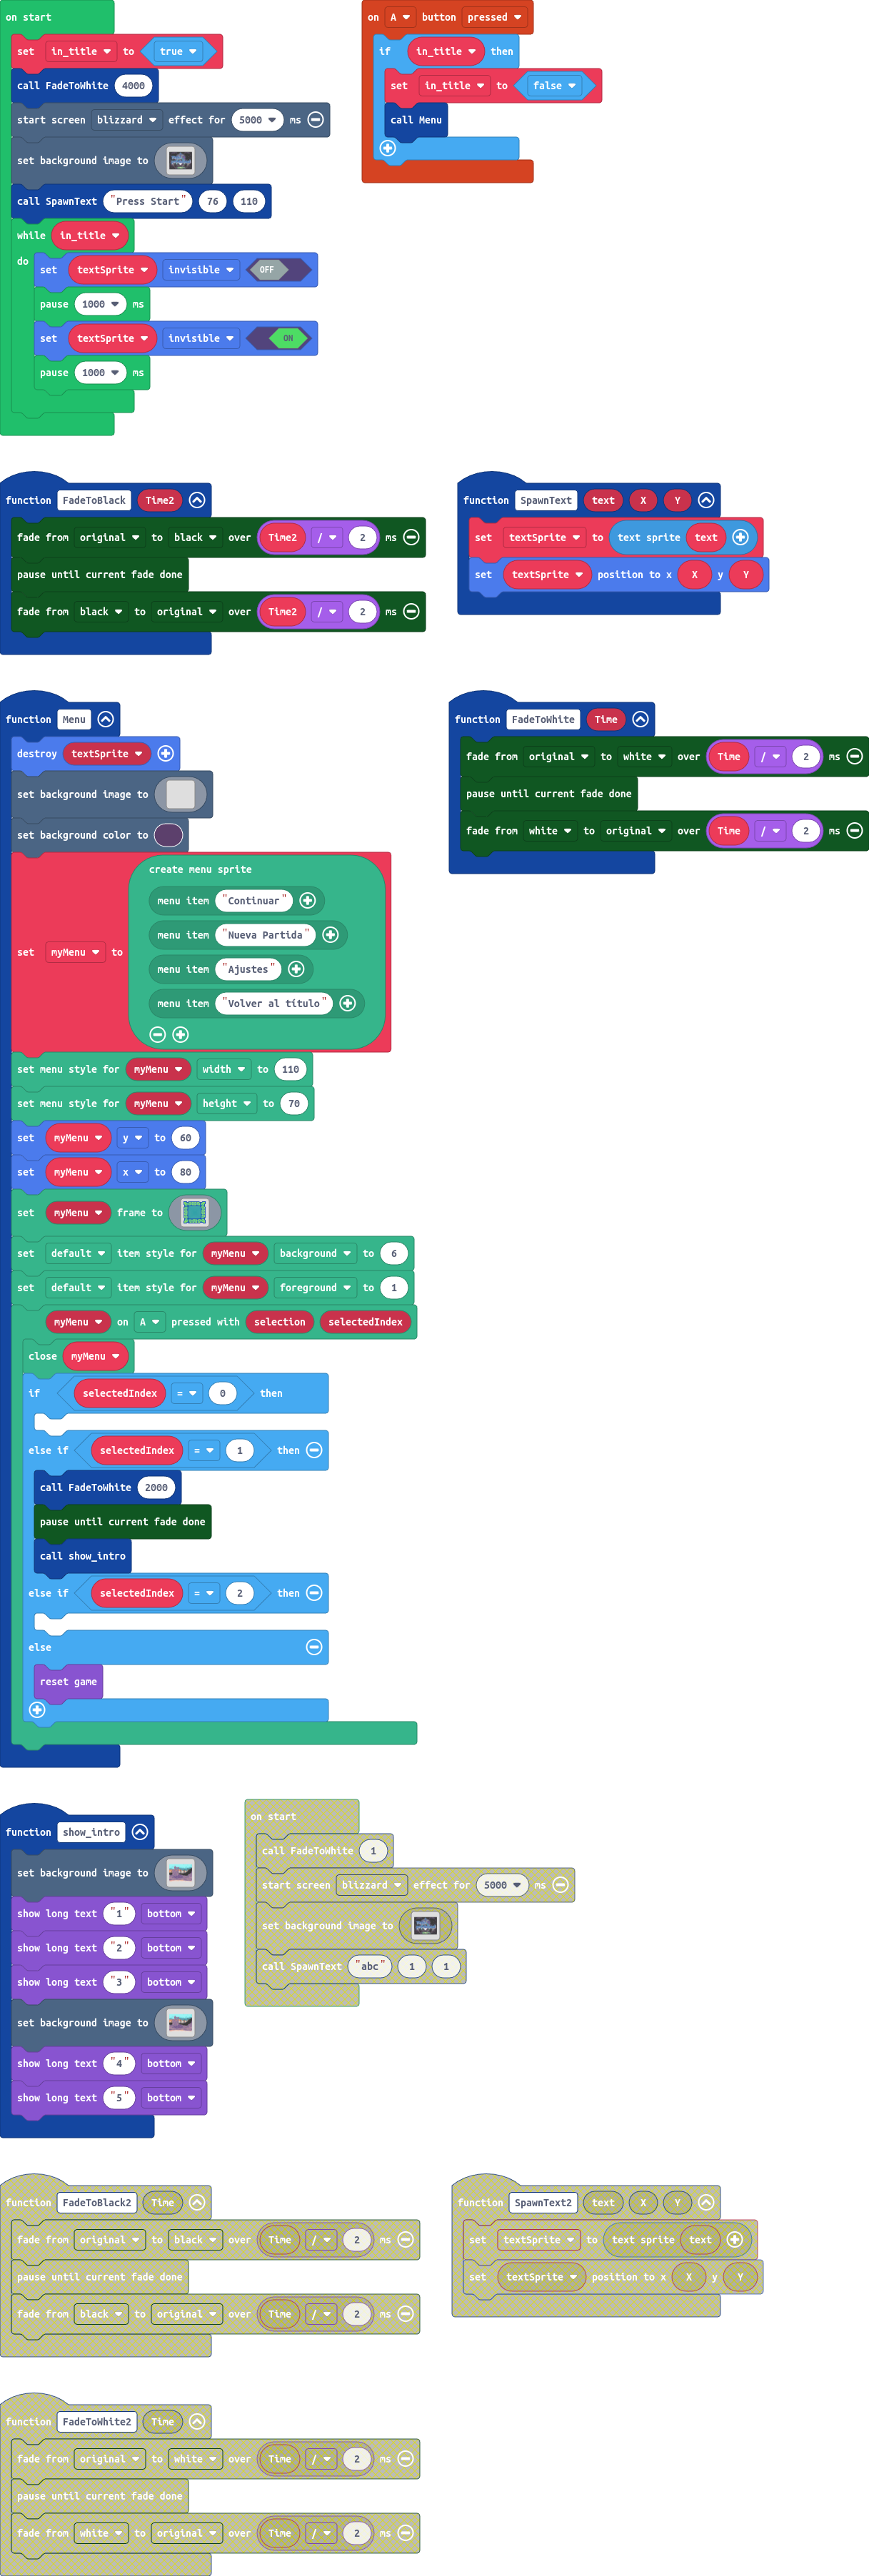 on start
set in_title to true
call FadeToWhite 4000
start screen blizzard effect for 5000 ms
set background image to
call SpawnText "Press Start" 76 110
while in_title
do
set textSprite invisible OFF
pause 1000 ms
set textSprite invisible ON
pause 1000 ms
on A button pressed
if in_title then
set in_title to false
call Menu
function FadeToBlack Time2
fade from original to black over Time2 / 2 ms
pause until current fade done
fade from black to original over Time2 / 2 ms
function SpawnText text X Y
set textSprite to text sprite text
set textSprite position to x X y Y
function Menu
destroy textSprite
set background image to
set background color to
set myMenu to
create menu sprite
menu item "Continuar"
menu item "Nueva Partida"
menu item "Ajustes"
menu item "Volver al título"
set menu style for myMenu width to 110
set menu style for myMenu height to 70
set myMenu y to 60
set myMenu x to 80
set myMenu frame to
set default item style for myMenu background to 6
set default item style for myMenu foreground to 1
myMenu on A pressed with selection selectedIndex
close myMenu
if selectedIndex = 0 then
else if selectedIndex = 1 then
call FadeToWhite 2000
pause until current fade done
call show_intro
else if selectedIndex = 2 then
else
reset game
function FadeToWhite Time
fade from original to white over Time / 2 ms
pause until current fade done
fade from white to original over Time / 2 ms
function show_intro
set background image to
show long text "1" bottom
show long text "2" bottom
show long text "3" bottom
set background image to
show long text "4" bottom
show long text "5" bottom
on start
call FadeToWhite 1
start screen blizzard effect for 5000 ms
set background image to
call SpawnText "abc" 1 1
function FadeToBlack2 Time
fade from original to black over Time / 2 ms
pause until current fade done
fade from black to original over Time / 2 ms
function SpawnText2 text X Y
set textSprite to text sprite text
set textSprite position to x X y Y
function FadeToWhite2 Time
fade from original to white over Time / 2 ms
pause until current fade done
fade from white to original over Time / 2 ms